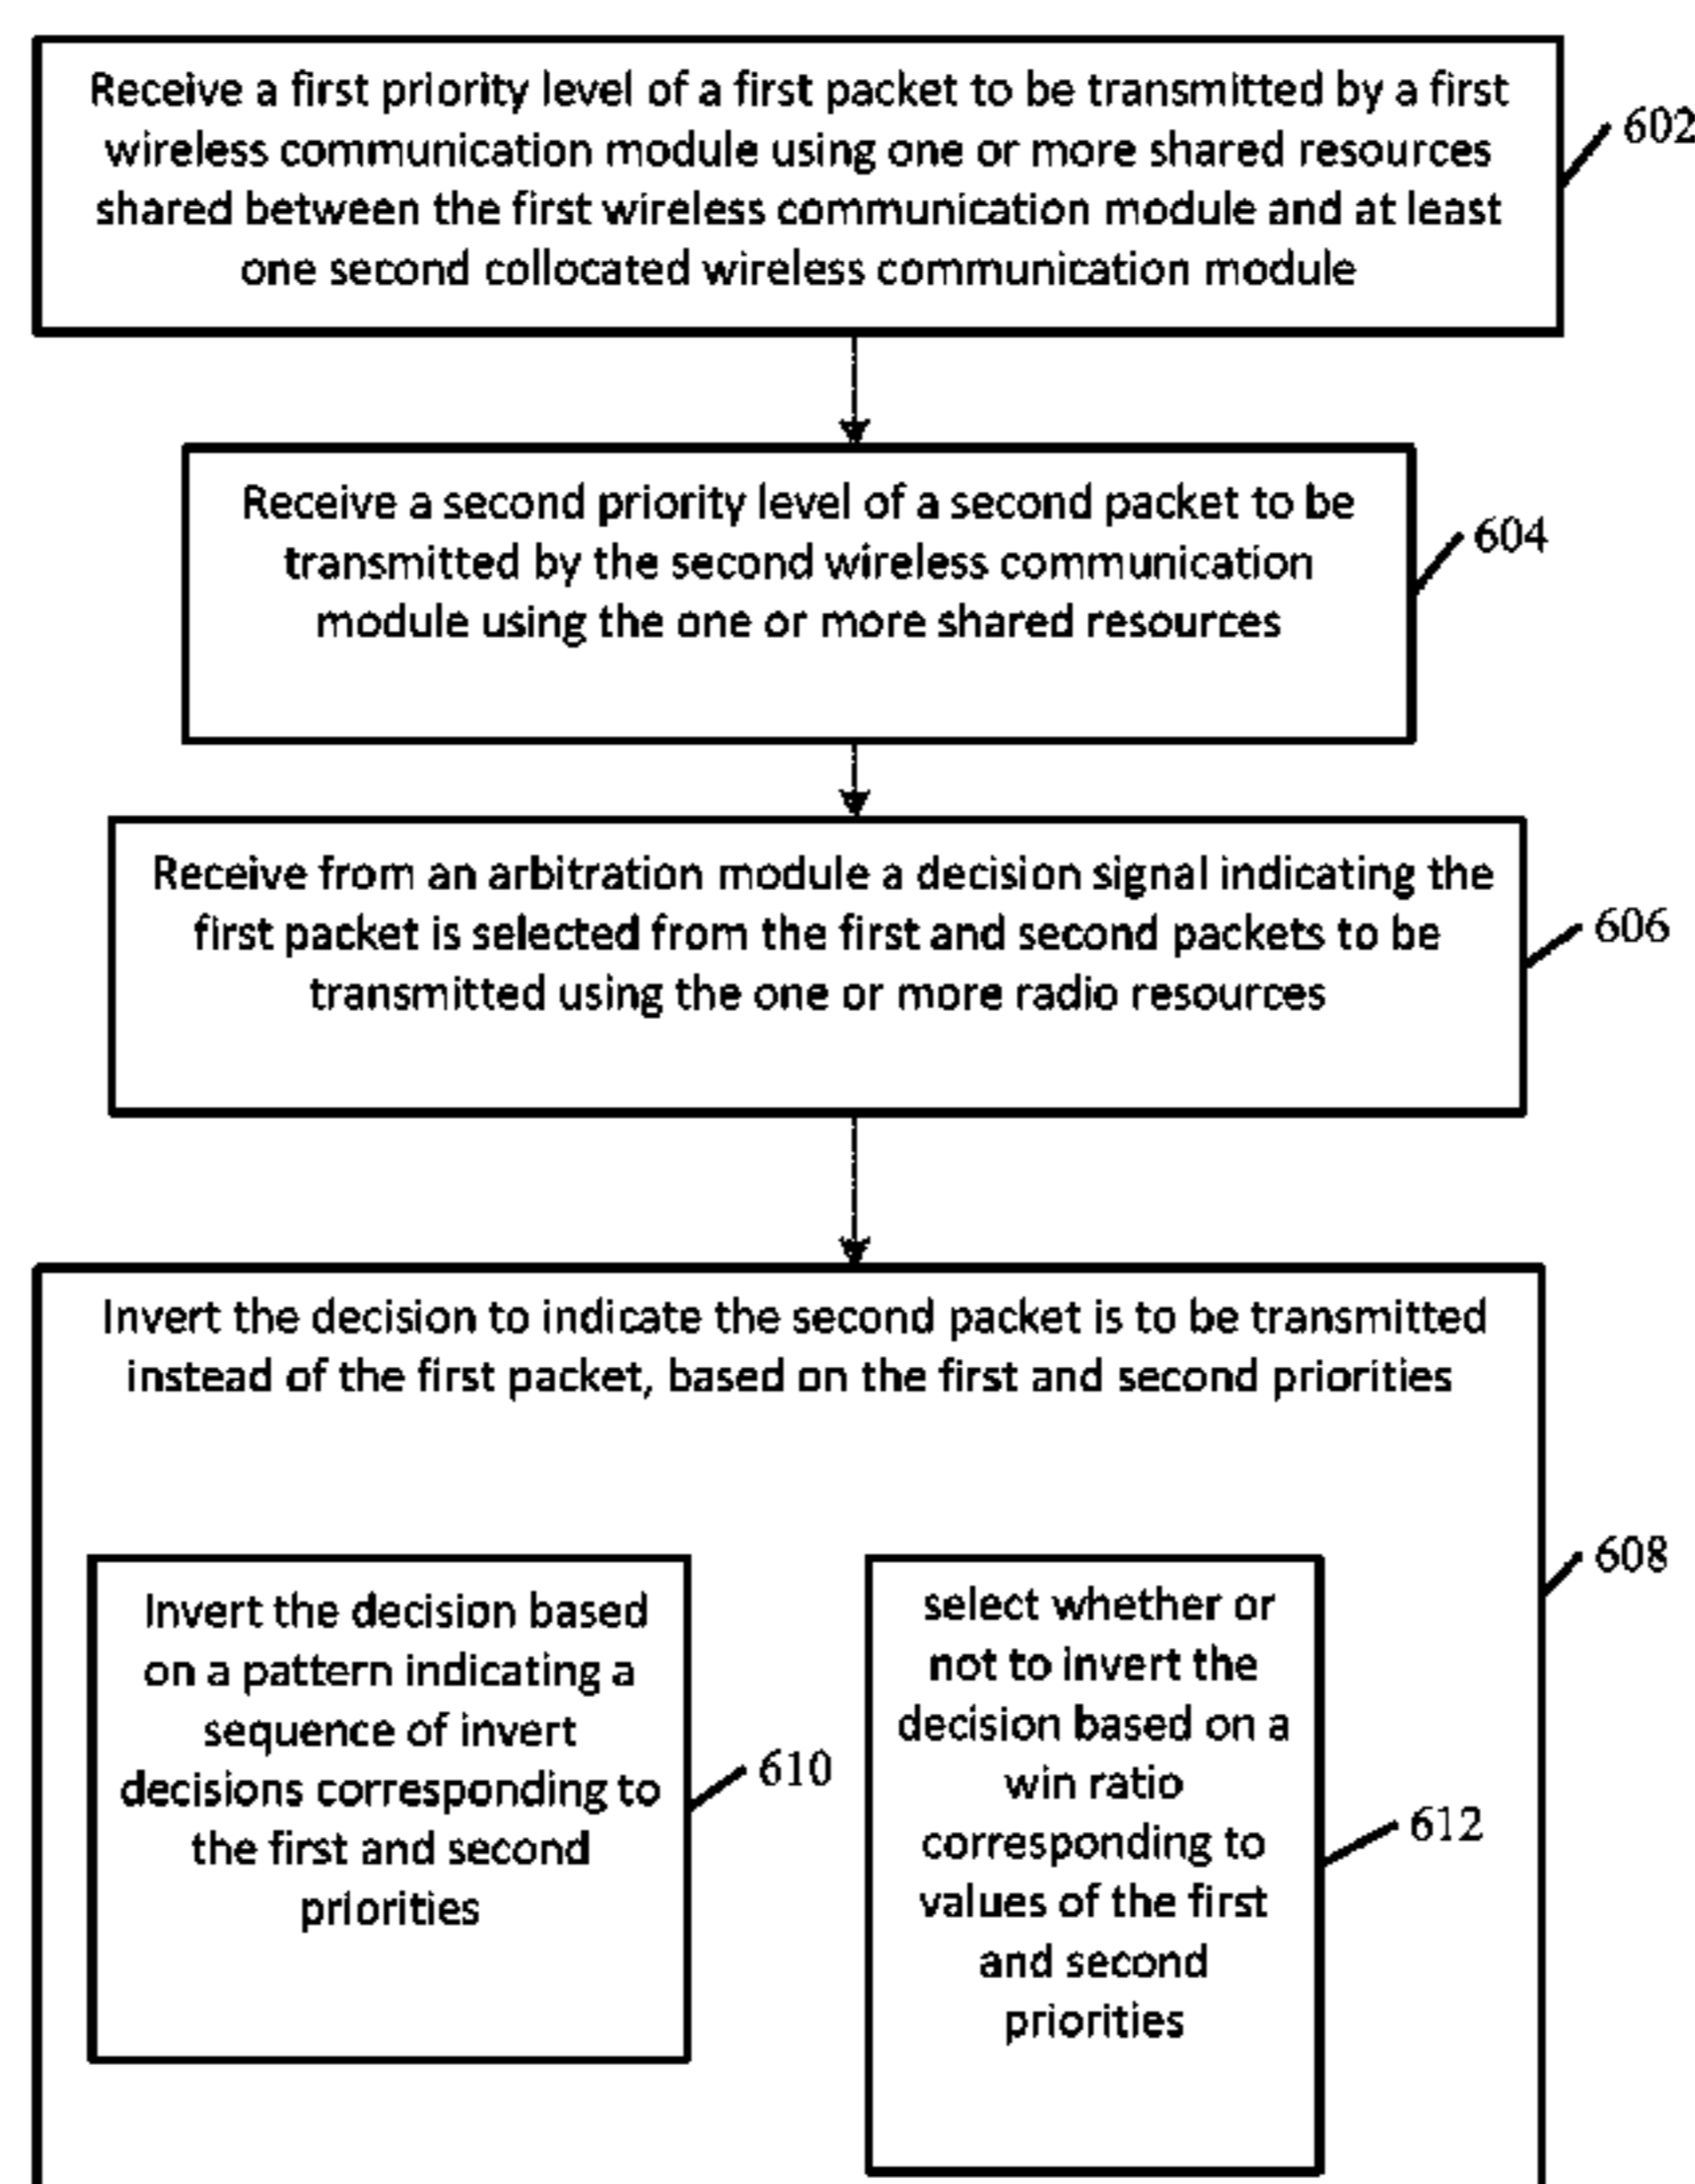 Receive a first priority level of a first packet to be transmitted by a first
wireless communication module using one or more shared resources
shared between the first wireless communication module and at least
one second collocated wireless communication module
602
Receive a second priority level of a second packet to be
transmitted by the second wireless communication
module using the one or more shared resources
604
Receive from an arbitration module a decision signal indicating the
first packet is selected from the first and second packets to be
transmitted using the one or more radio resources
606
Invert the decision to indicate the second packet is to be transmitted
instead of the first packet, based on the first and second priorities
608
Invert the decision based
on a pattern indicating a
sequence of invert
decisions corresponding to
the first and second
priorities
610
select whether or
not to invert the
decision based on a
win ratio
corresponding to
values of the first
and second
priorities
612